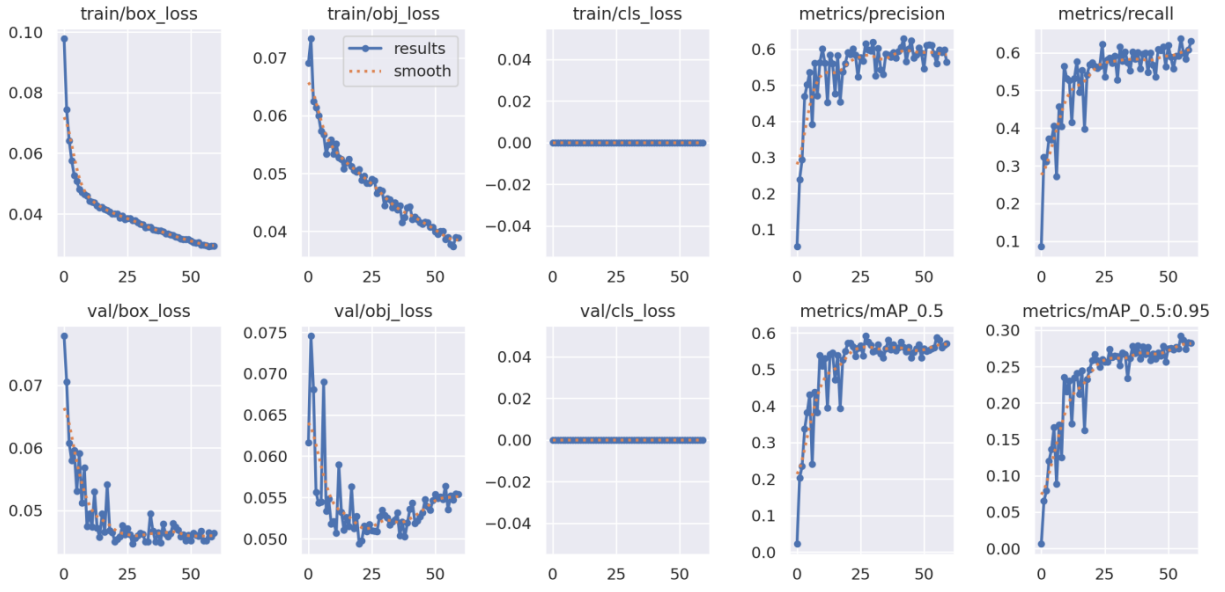 train/box_loss
0.10
0.08
0.06
0.04
0 25 50
train/obj_loss
results
smooth
0.07
0.06
0.05
0.04
0 25 50
train/cls_loss
0.04
0.02
0.00
−0.02
−0.04
0 25 50
metrics/precision
0.6
0.5
0.4
0.3
0.2
0.1
0 25 50
metrics/recall
0.6
0.5
0.4
0.3
0.2
0.1
0 25 50
val/box_loss
0.07
0.06
0.05
0 25 50
val/obj_loss
0.075
0.070
0.065
0.060
0.055
0.050
0 25 50
val/cls_loss
0.04
0.02
0.00
−0.02
−0.04
0 25 50
metrics/mAP_0.5
0.6
0.5
0.4
0.3
0.2
0.1
0.0
0 25 50
metrics/mAP_0.5:0.95
0.30
0.25
0.20
0.15
0.10
0.05
0.00
0 25 50